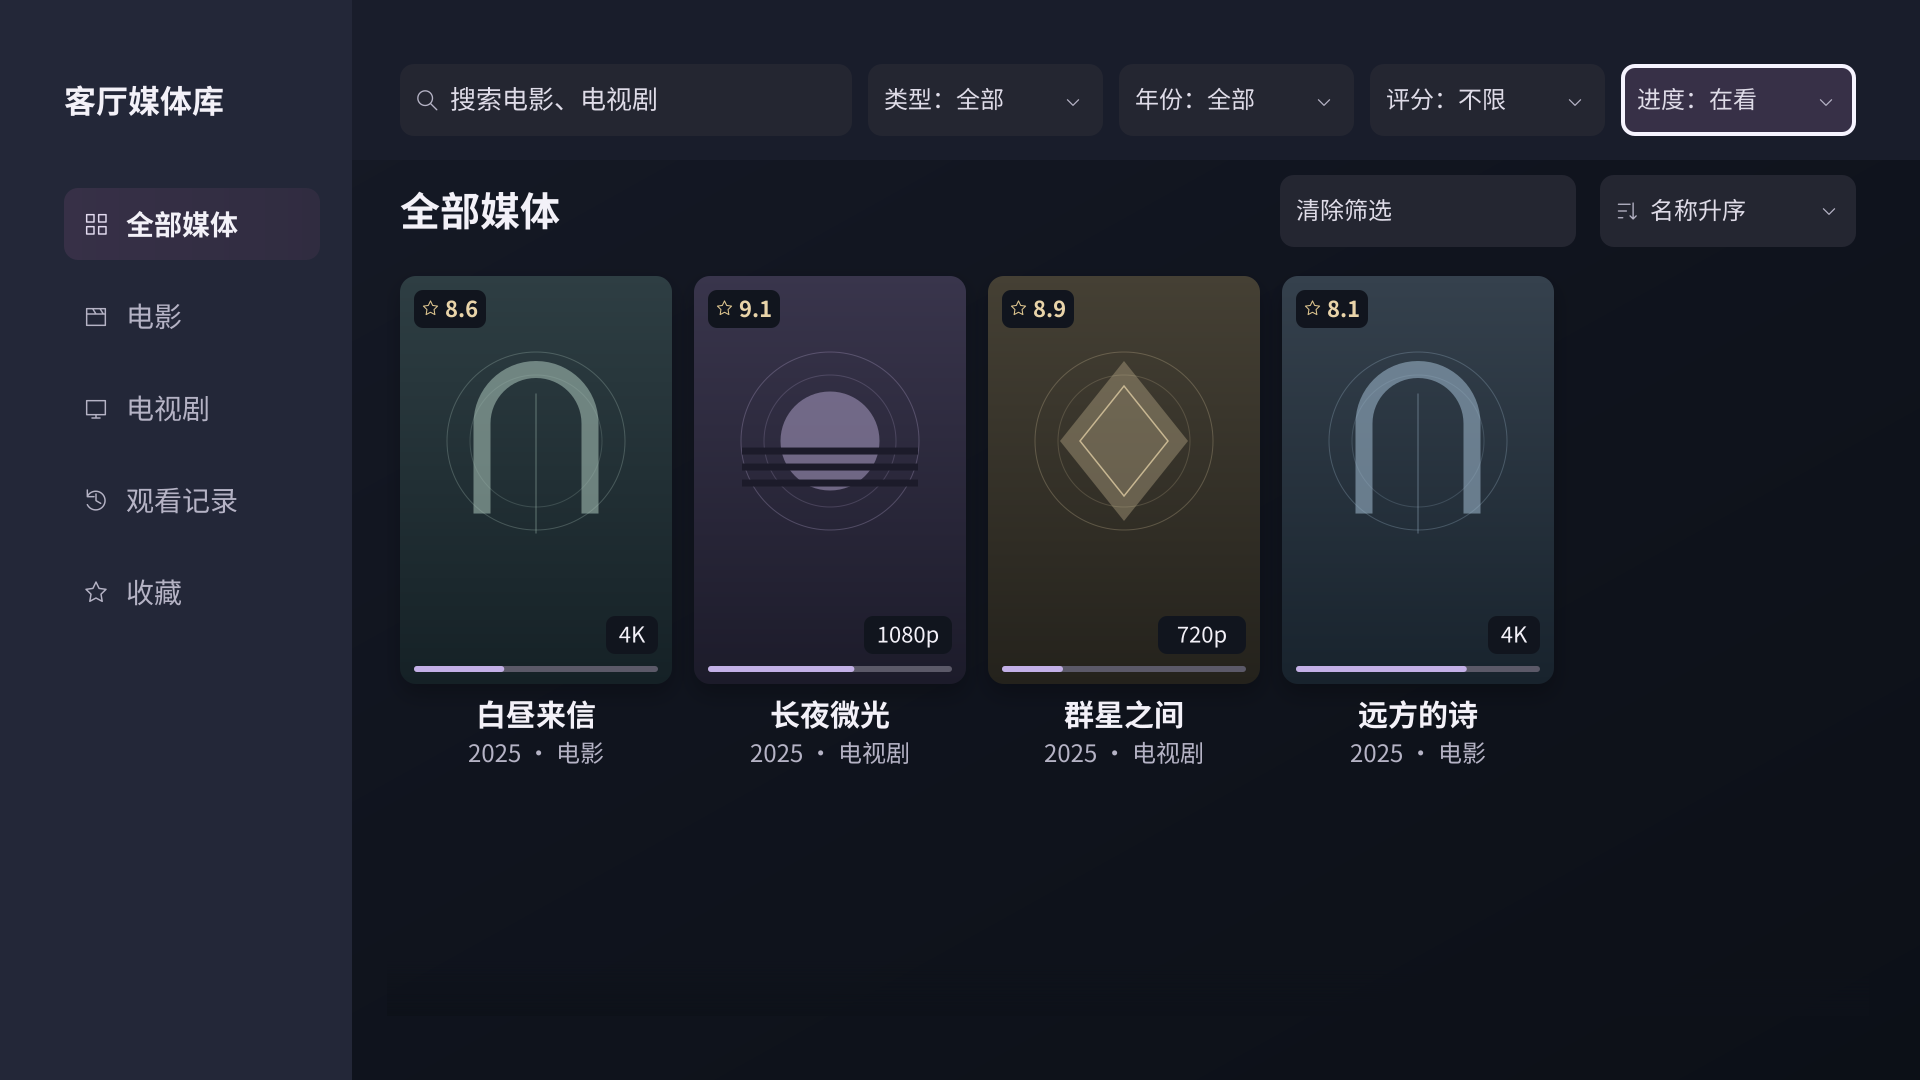 客厅媒体库
全部媒体
电影
电视剧
观看记录
收藏
搜索电影、电视剧
类型：全部
年份：全部
评分：不限
进度：在看
全部媒体
清除筛选
名称升序
8.6
4K
白昼来信
2025 · 电影
9.1
1080p
长夜微光
2025 · 电视剧
8.9
720p
群星之间
2025 · 电视剧
8.1
4K
远方的诗
2025 · 电影